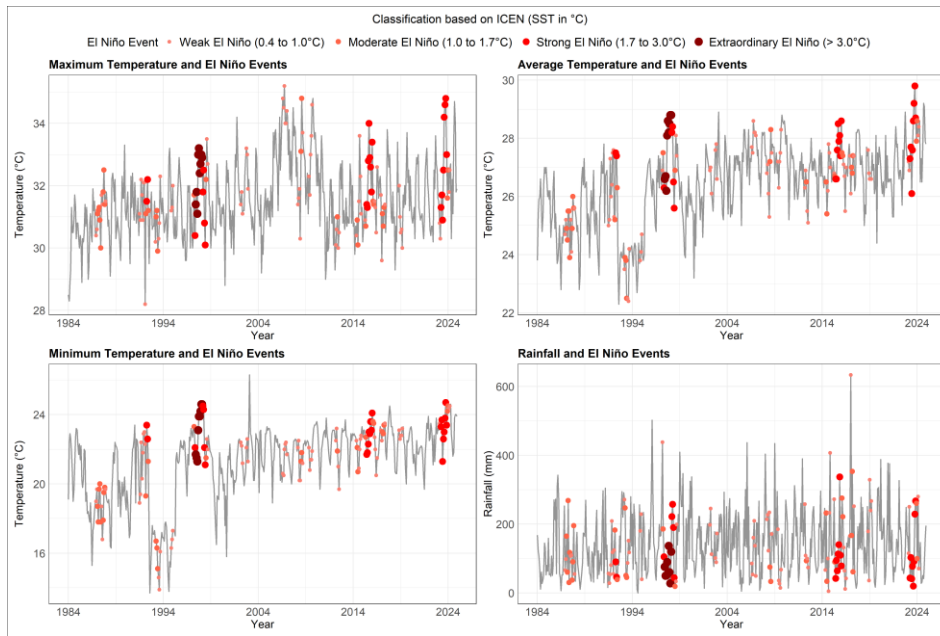 Classification based on ICEN (SST in °C)
El Niño Event Weak El Niño (0.4 to 1.0°C) Moderate El Niño (1.0 to 1.7°C) Strong El Niño (1.7 to 3.0°C) Extraordinary El Niño (> 3.0°C)
Maximum Temperature and El Niño Events
Temperature (°C)
34
32
30
28
1984 1994 2004 2014 2024
Year
Average Temperature and El Niño Events
Temperature (°C)
30
28
26
24
22
1984 1994 2004 2014 2024
Year
Minimum Temperature and El Niño Events
Temperature (°C)
24
20
16
1984 1994 2004 2014 2024
Year
Rainfall and El Niño Events
Rainfall (mm)
600
400
200
0
1984 1994 2004 2014 2024
Year